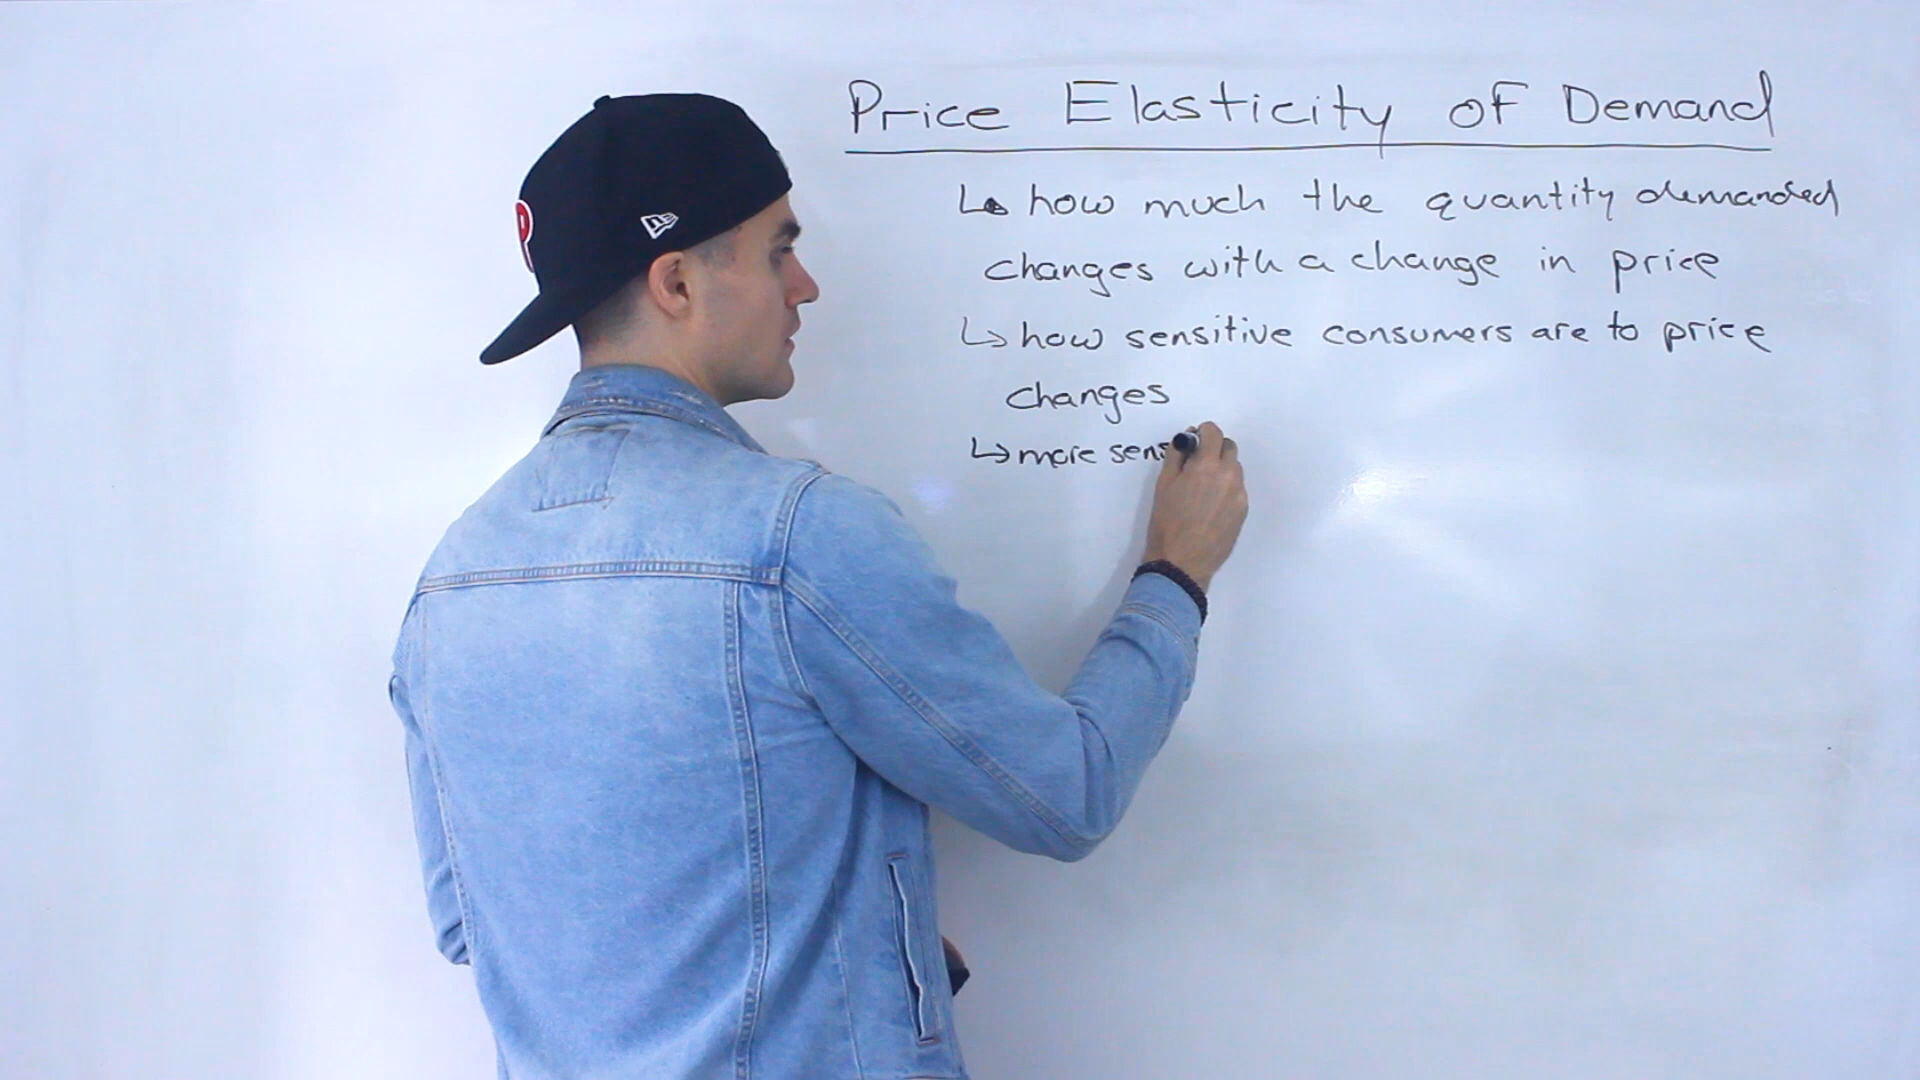 Price Elasticity of Demand
↳ how much the quantity demanded
changes with a change in price
↳ how sensitive consumers are to price
changes
↳ more sens
P